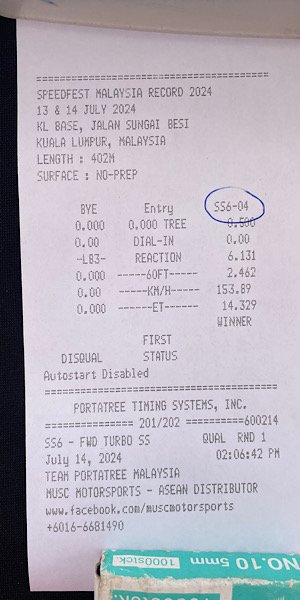 ========================================
SPEEDFEST MALAYSIA RECORD 2024
13 & 14 JULY 2024
KL BASE, JALAN SUNGAI BESI
KUALA LUMPUR, MALAYSIA
LENGTH : 402M
SURFACE : NO-PREP
BYE Entry SS6-04
0.000 0.000 TREE 0.500
0.00 DIAL-IN 0.00
-LB3- REACTION 6.131
0.000 ------60FT----- 2.462
0.00 -----KM/H----- 153.89
0.000 ------ET------ 14.329
WINNER
FIRST
DISQUAL STATUS
Autostart Disabled
========================================
PORTATREE TIMING SYSTEMS, INC.
=============== 201/202 ==========600214
SS6 - FWD TURBO SS QUAL RND 1
July 14, 2024 02:06:42 PM
TEAM PORTATREE MALAYSIA
MUSC MOTORSPORTS - ASEAN DISTRIBUTOR
www.facebook.com/muscmotorsports
+6016-6681490
========================================
NO.10 5mm 1000stick.